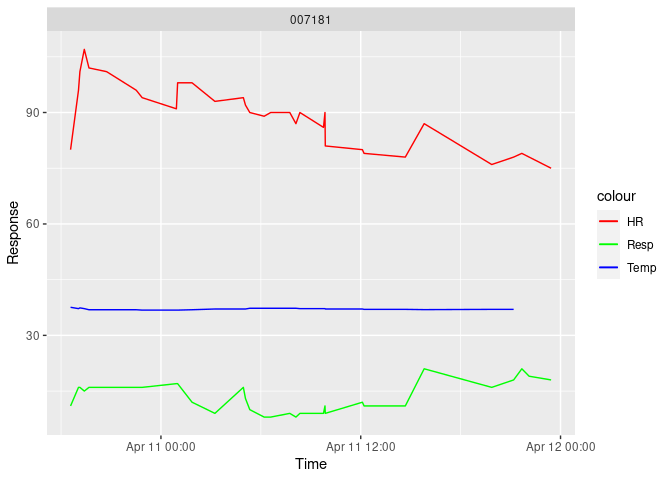 007181
90
60
30
Response
Apr 11 00:00
Apr 11 12:00
Apr 12 00:00
Time
colour
HR
Resp
Temp